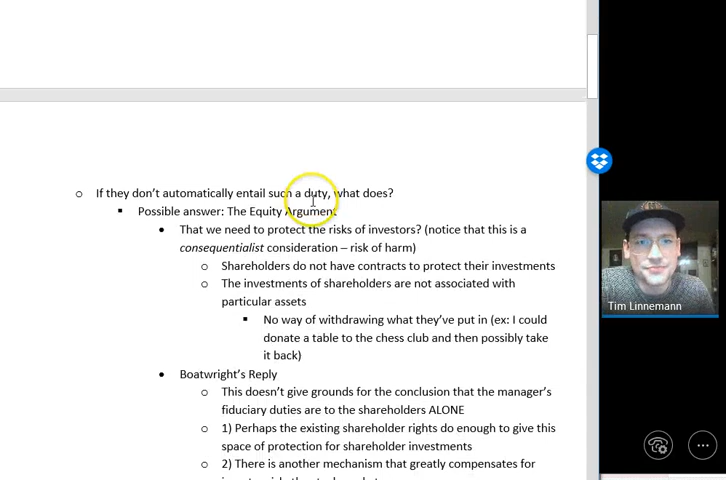 o If they don't automatically entail such a duty, what does?
▪ Possible answer: The Equity Argument
• That we need to protect the risks of investors? (notice that this is a
consequentialist consideration – risk of harm)
o Shareholders do not have contracts to protect their investments
o The investments of shareholders are not associated with
particular assets
▪ No way of withdrawing what they've put in (ex: I could
donate a table to the chess club and then possibly take
it back)
• Boatwright's Reply
o This doesn't give grounds for the conclusion that the manager's
fiduciary duties are to the shareholders ALONE
o 1) Perhaps the existing shareholder rights do enough to give this
space of protection for shareholder investments
o 2) There is another mechanism that greatly compensates for
Tim Linnemann